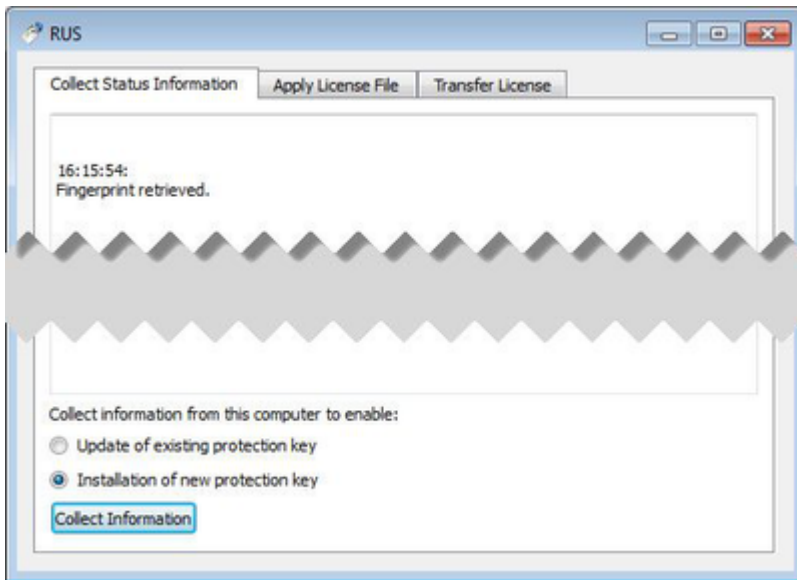 RUS
Collect Status Information Apply License File Transfer License
16:15:54:
Fingerprint retrieved.
Collect information from this computer to enable:
Update of existing protection key
Installation of new protection key
Collect Information